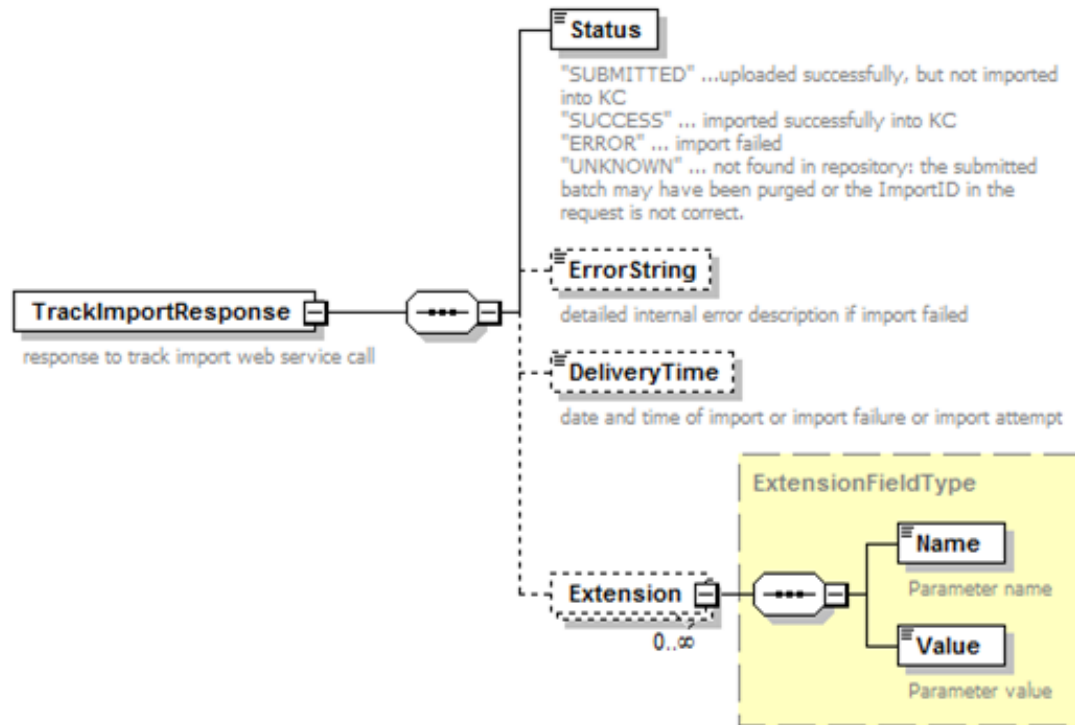 Status
"SUBMITTED" ...uploaded successfully, but not imported
into KC
"SUCCESS" ... imported successfully into KC
"ERROR" ... import failed
"UNKNOWN" ... not found in repository: the submitted
batch may have been purged or the ImportID in the
request is not correct.
ErrorString
detailed internal error description if import failed
TrackImportResponse
response to track import web service call
DeliveryTime
date and time of import or import failure or import attempt
ExtensionFieldType
Name
Parameter name
Extension
0..∞
Value
Parameter value